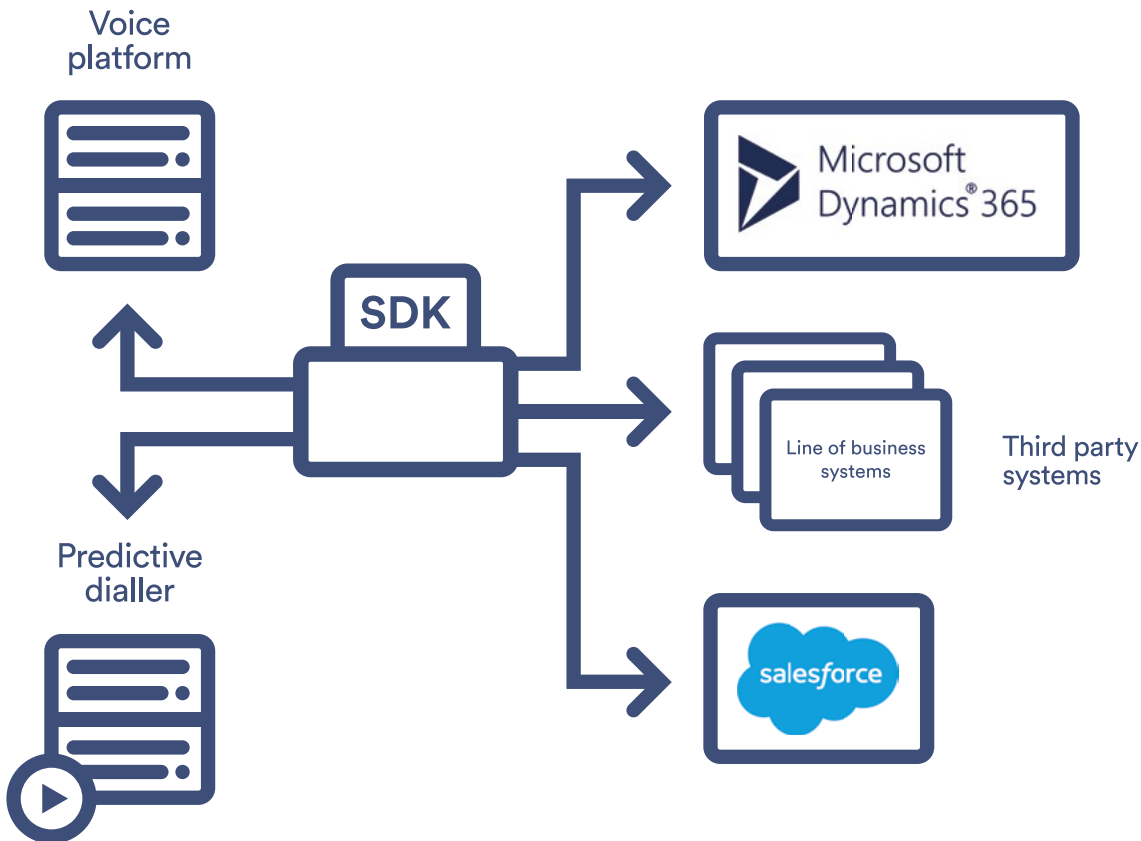 Voice
platform
SDK
Microsoft
Dynamics® 365
Line of business
systems
Third party
systems
Predictive
dialler
salesforce